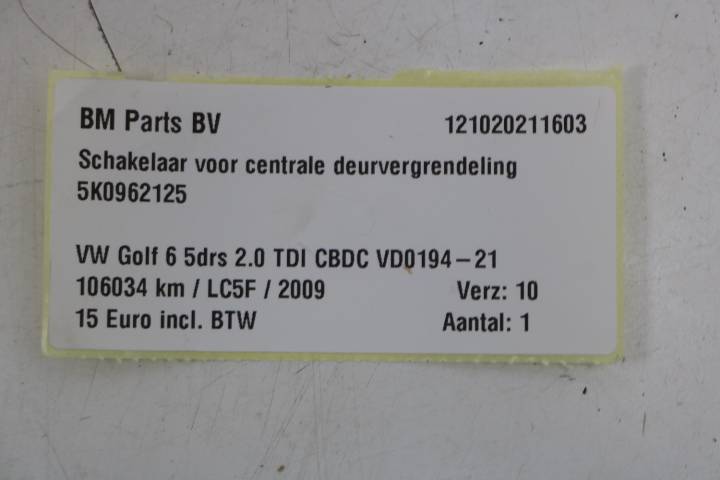 BM Parts BV 121020211603
Schakelaar voor centrale deurvergrendeling
5K0962125
VW Golf 6 5drs 2.0 TDI CBDC VD0194-21
106034 km / LC5F / 2009 Verz: 10
15 Euro incl. BTW Aantal: 1